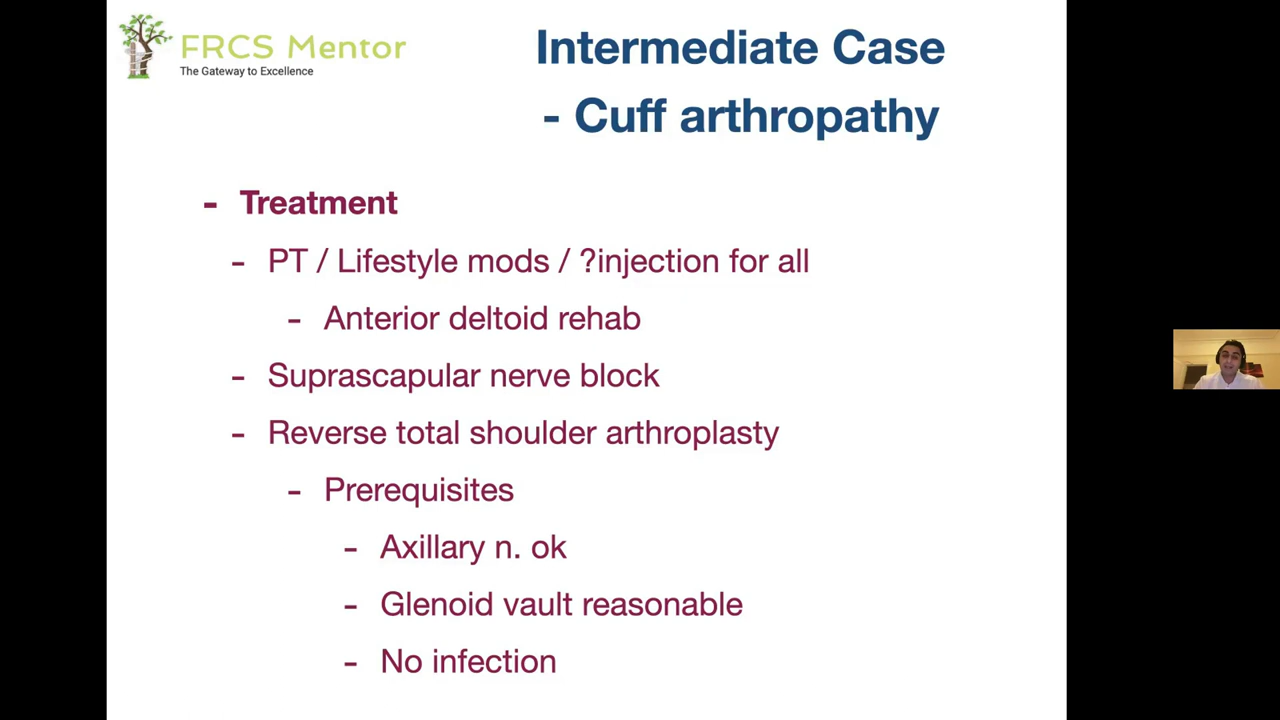 FRCS Mentor
The Gateway to Excellence
Intermediate Case
- Cuff arthropathy
- Treatment
- PT / Lifestyle mods / ?injection for all
- Anterior deltoid rehab
- Suprascapular nerve block
- Reverse total shoulder arthroplasty
- Prerequisites
- Axillary n. ok
- Glenoid vault reasonable
- No infection